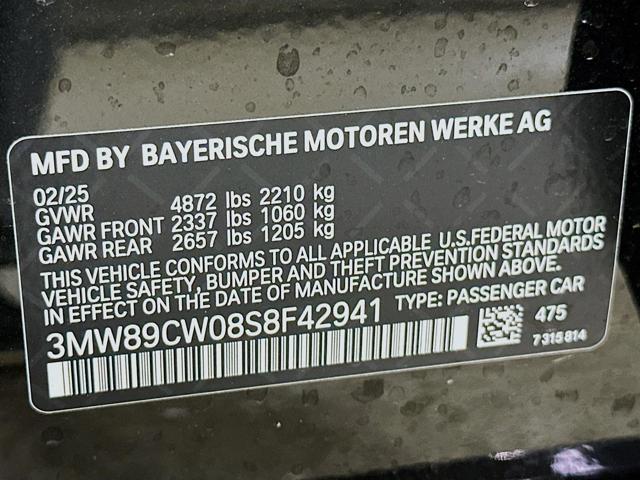 MFD BY BAYERISCHE MOTOREN WERKE AG
02/25
GVWR 4872 lbs 2210 kg
GAWR FRONT 2337 lbs 1060 kg
GAWR REAR 2657 lbs 1205 kg
THIS VEHICLE CONFORMS TO ALL APPLICABLE U.S.FEDERAL MOTOR
VEHICLE SAFETY, BUMPER AND THEFT PREVENTION STANDARDS
IN EFFECT ON THE DATE OF MANUFACTURE SHOWN ABOVE.
3MW89CW08S8F42941 TYPE: PASSENGER CAR
475
7315814